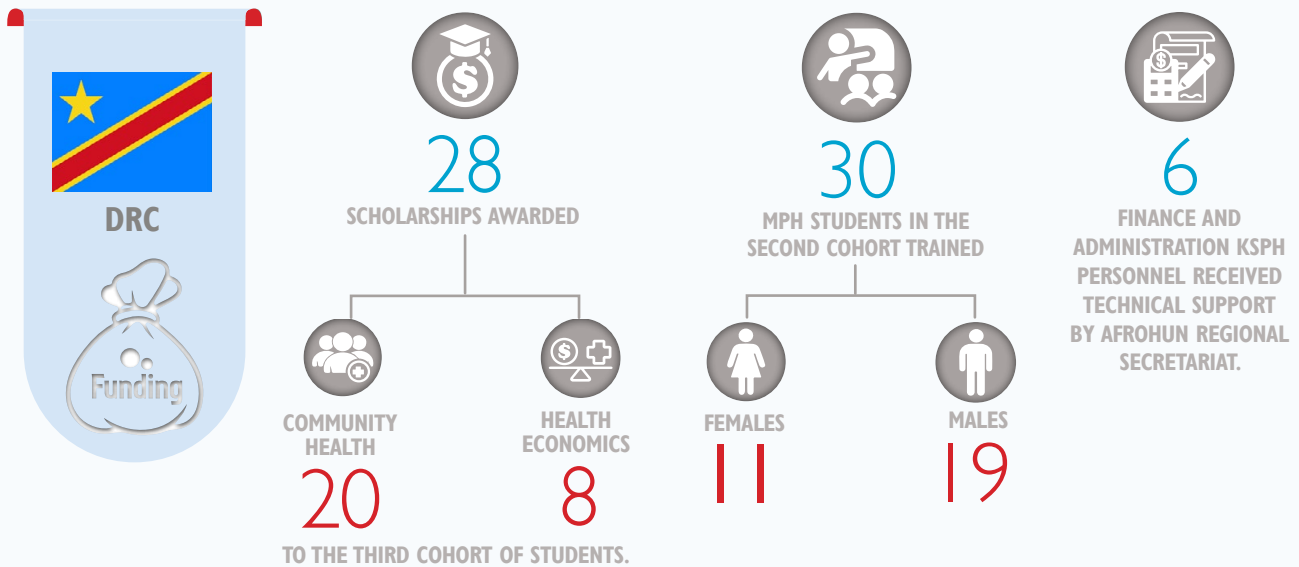 DRC
Funding
28
SCHOLARSHIPS AWARDED
COMMUNITY
HEALTH
20
HEALTH
ECONOMICS
8
TO THE THIRD COHORT OF STUDENTS.
30
MPH STUDENTS IN THE
SECOND COHORT TRAINED
FEMALES
11
MALES
19
6
FINANCE AND
ADMINISTRATION KSPH
PERSONNEL RECEIVED
TECHNICAL SUPPORT
BY AFROHUN REGIONAL
SECRETARIAT.